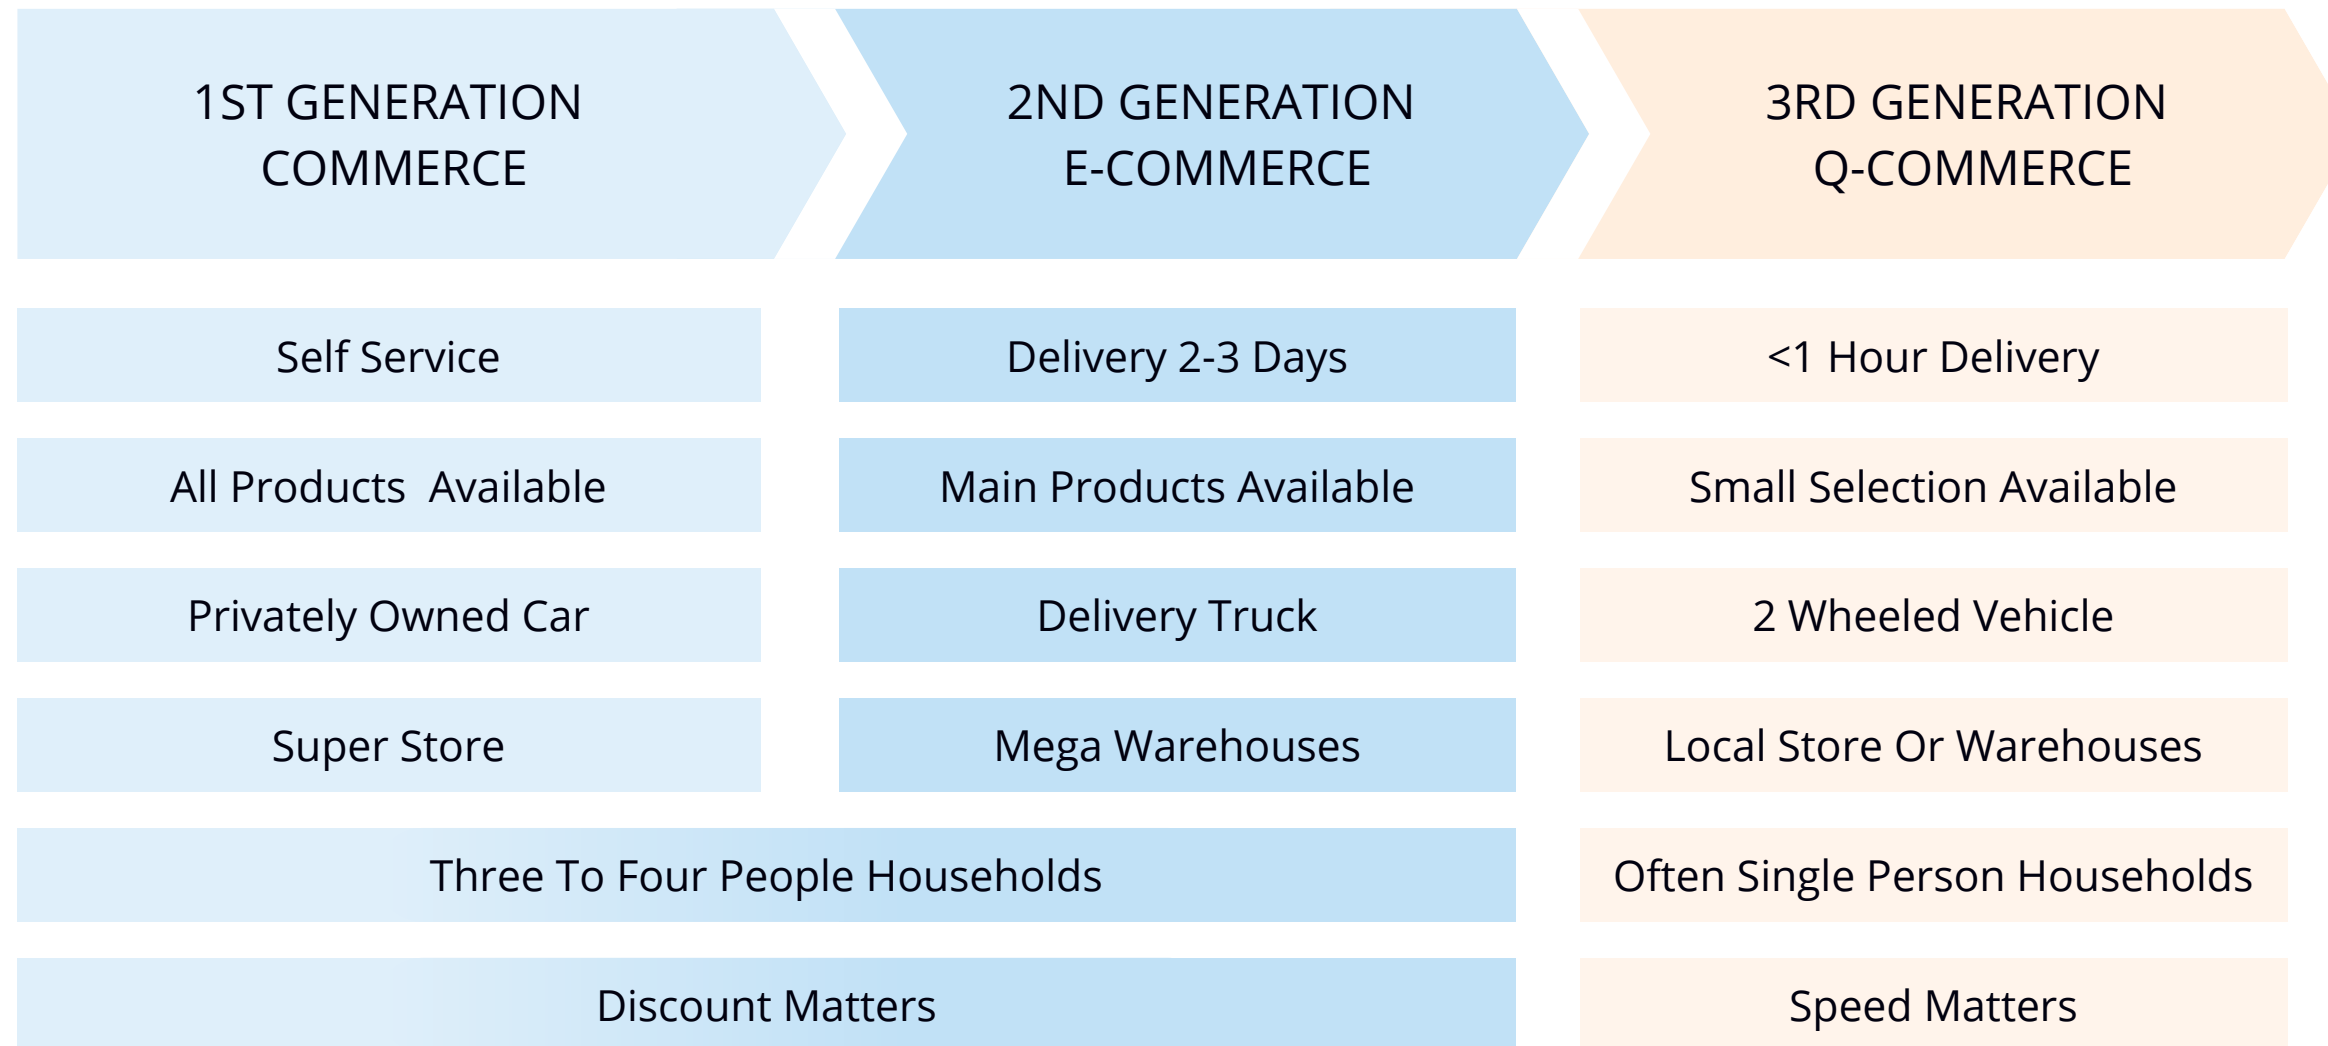 1ST GENERATION
COMMERCE
2ND GENERATION
E-COMMERCE
3RD GENERATION
Q-COMMERCE
Self Service
Delivery 2-3 Days
<1 Hour Delivery
All Products  Available
Main Products Available
Small Selection Available
Privately Owned Car
Delivery Truck
2 Wheeled Vehicle
Super Store
Mega Warehouses
Local Store Or Warehouses
Three To Four People Households
Often Single Person Households
Discount Matters
Speed Matters